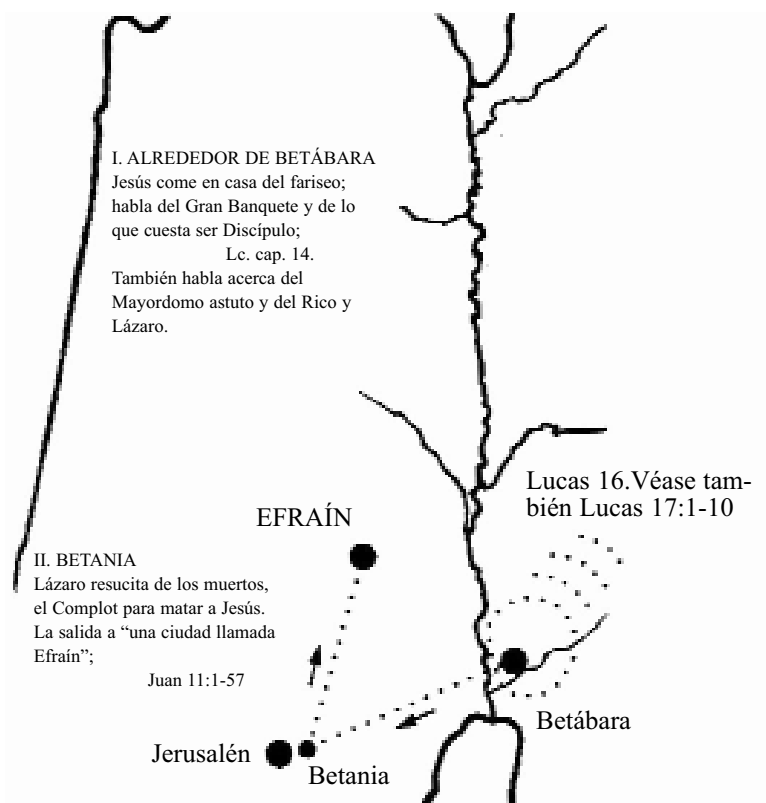 I. ALREDEDOR DE BETÁBARA
Jesús come en casa del fariseo;
habla del Gran Banquete y de lo
que cuesta ser Discípulo;
Lc. cap. 14.
También habla acerca del
Mayordomo astuto y del Rico y
Lázaro.
Lucas 16.Véase tam-
bién Lucas 17:1-10
EFRAÍN
II. BETANIA
Lázaro resucita de los muertos,
el Complot para matar a Jesús.
La salida a “una ciudad llamada
Efraín”;
Juan 11:1-57
Betábara
Jerusalén
Betania